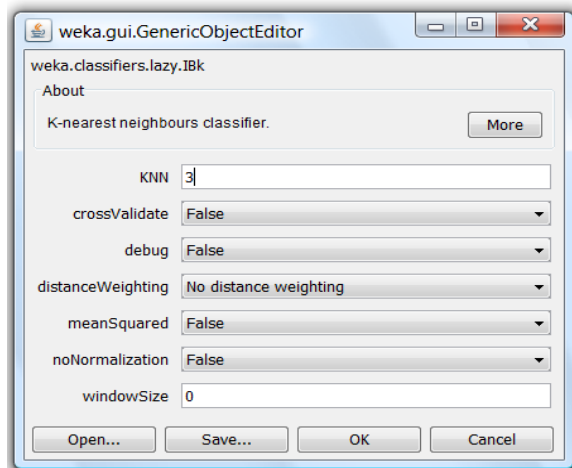 weka.gui.GenericObjectEditor
weka.classifiers.lazy.IBk
About
K-nearest neighbours classifier.
More
KNN 3
crossValidate False
debug False
distanceWeighting No distance weighting
meanSquared False
noNormalization False
windowSize 0
Open... Save... OK Cancel